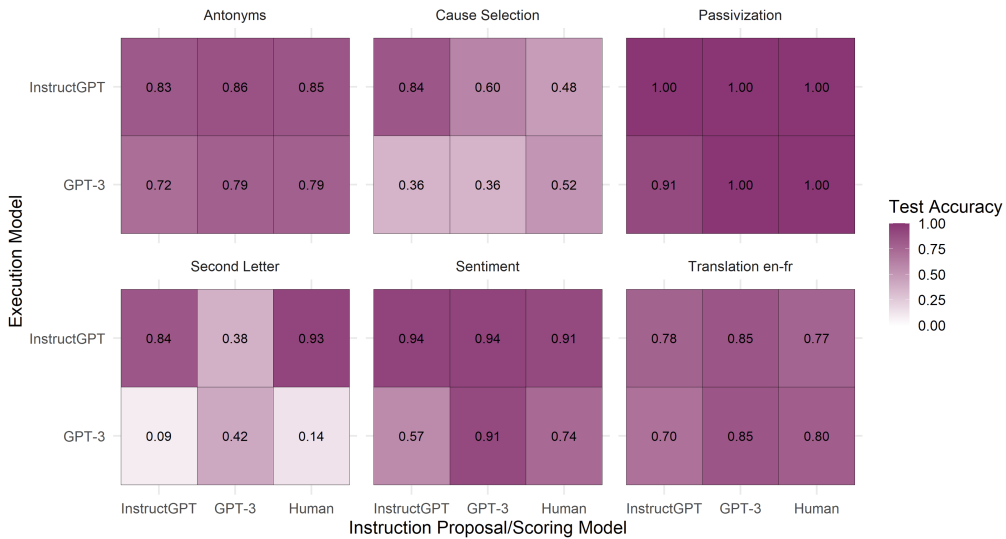 Antonyms Cause Selection Passivization
InstructGPT 0.83 0.86 0.85 0.84 0.60 0.48 1.00 1.00 1.00
GPT-3 0.72 0.79 0.79 0.36 0.36 0.52 0.91 1.00 1.00
Second Letter Sentiment Translation en-fr
InstructGPT 0.84 0.38 0.93 0.94 0.94 0.91 0.78 0.85 0.77
GPT-3 0.09 0.42 0.14 0.57 0.91 0.74 0.70 0.85 0.80
InstructGPT GPT-3 Human InstructGPT GPT-3 Human InstructGPT GPT-3 Human
Instruction Proposal/Scoring Model
Execution Model
Test Accuracy
1.00
0.75
0.50
0.25
0.00